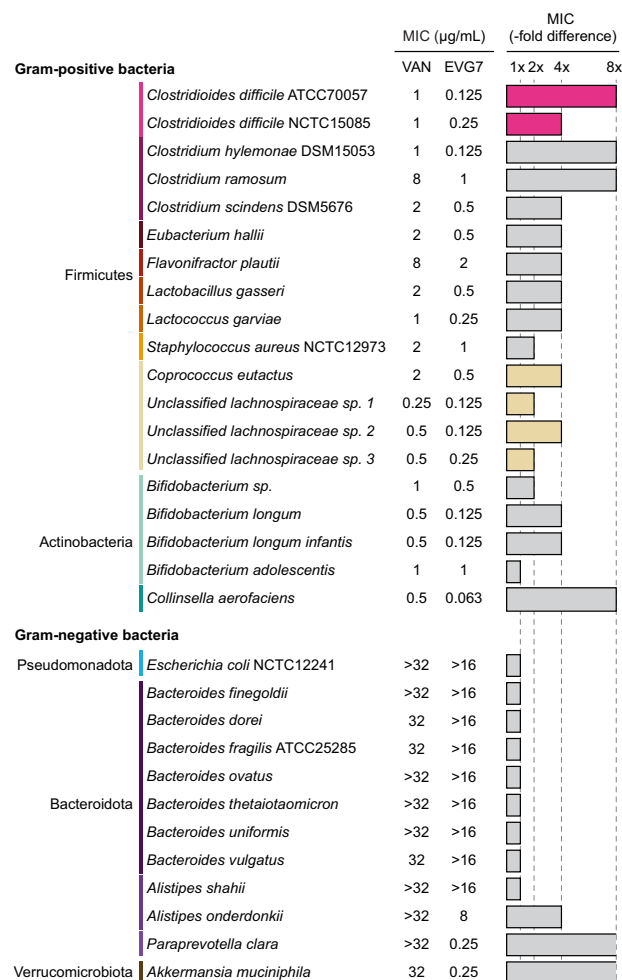 MIC (µg/mL)
MIC
(-fold difference)
Gram-positive bacteria
VAN EVG7
1x 2x 4x 8x
Clostridioides difficile ATCC70057 1 0.125
Clostridioides difficile NCTC15085 1 0.25
Clostridium hylemonae DSM15053 1 0.125
Clostridium ramosum 8 1
Clostridium scindens DSM5676 2 0.5
Eubacterium hallii 2 0.5
Firmicutes
Flavonifractor plautii 8 2
Lactobacillus gasseri 2 0.5
Lactococcus garviae 1 0.25
Staphylococcus aureus NCTC12973 2 1
Coprococcus eutactus 2 0.5
Unclassified lachnospiraceae sp. 1 0.25 0.125
Unclassified lachnospiraceae sp. 2 0.5 0.125
Unclassified lachnospiraceae sp. 3 0.5 0.25
Bifidobacterium sp. 1 0.5
Bifidobacterium longum 0.5 0.125
Actinobacteria
Bifidobacterium longum infantis 0.5 0.125
Bifidobacterium adolescentis 1 1
Collinsella aerofaciens 0.5 0.063
Gram-negative bacteria
Pseudomonadota
Escherichia coli NCTC12241 >32 >16
Bacteroides finegoldii >32 >16
Bacteroides dorei 32 >16
Bacteroides fragilis ATCC25285 32 >16
Bacteroides ovatus >32 >16
Bacteroidota
Bacteroides thetaiotaomicron >32 >16
Bacteroides uniformis >32 >16
Bacteroides vulgatus 32 >16
Alistipes shahii >32 >16
Alistipes onderdonkii >32 8
Paraprevotella clara >32 0.25
Verrucomicrobiota
Akkermansia muciniphila 32 0.25